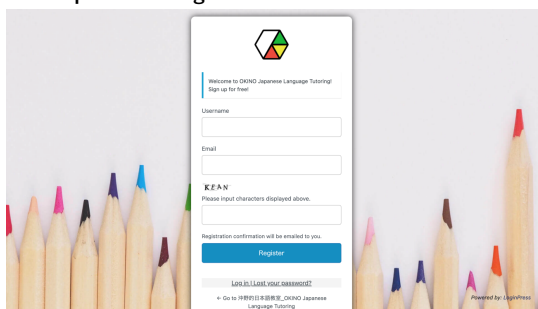 Welcome to OKINO Japanese Language Tutoring!
Sign up for free!
Username
Email
KEAN
Please input characters displayed above.
Registration confirmation will be emailed to you.
Register
Log in | Lost your password?
← Go to 沖野的日本語教室_OKINO Japanese
Language Tutoring
Powered by: LoginPress